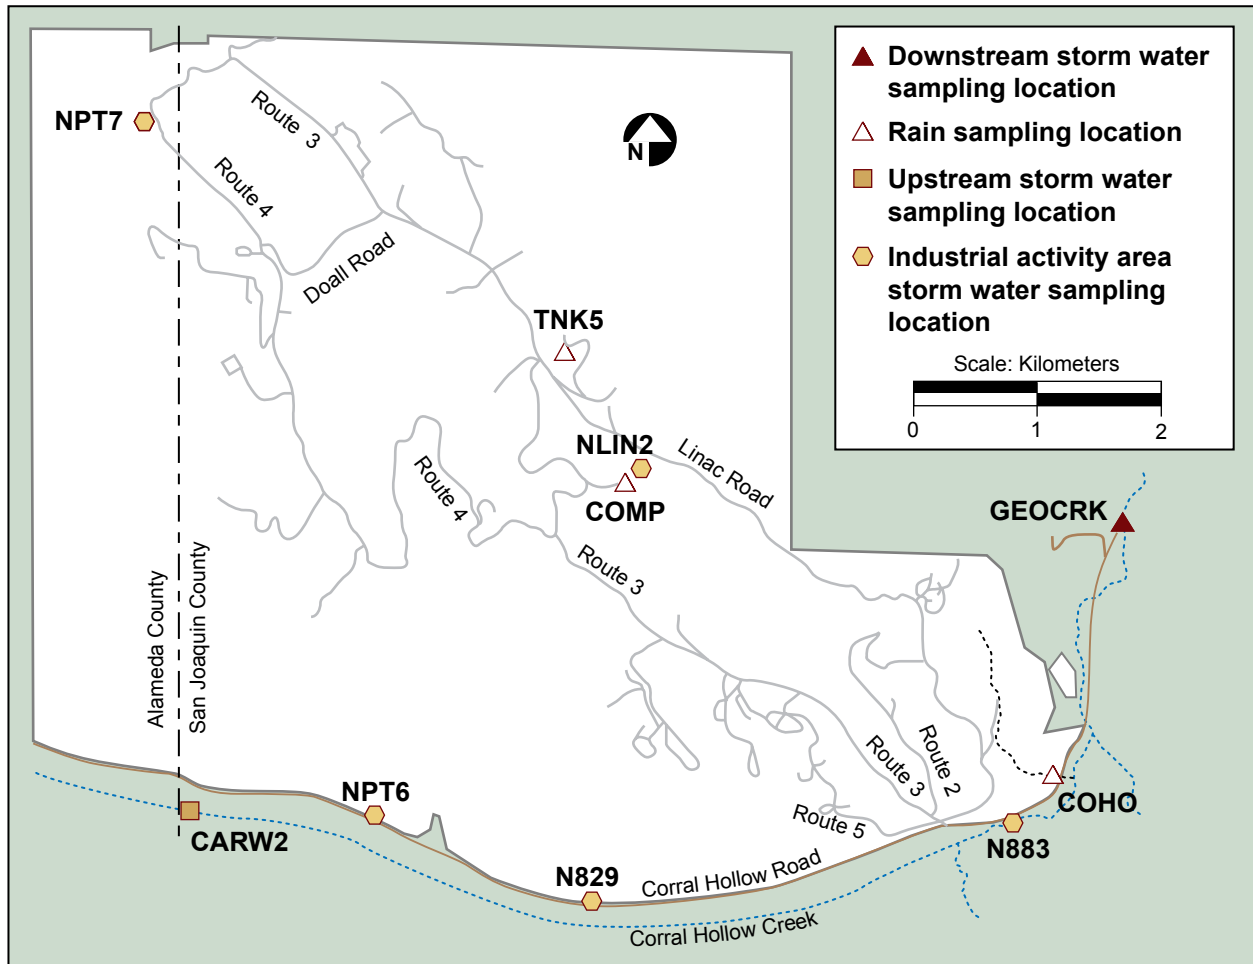 Downstream storm water
sampling location
Rain sampling location
Upstream storm water
sampling location
Industrial activity area
storm water sampling
location
Scale: Kilometers
0 1 2
N
NPT7
Route 3
Route 4
Doall Road
TNK5
NLIN2
COMP
Linac Road
Route 4
Route 3
GEOCRK
Alameda County
San Joaquin County
NPT6
CARW2
Route 3
Route 2
Route 5
COHO
N883
N829
Corral Hollow Road
Corral Hollow Creek